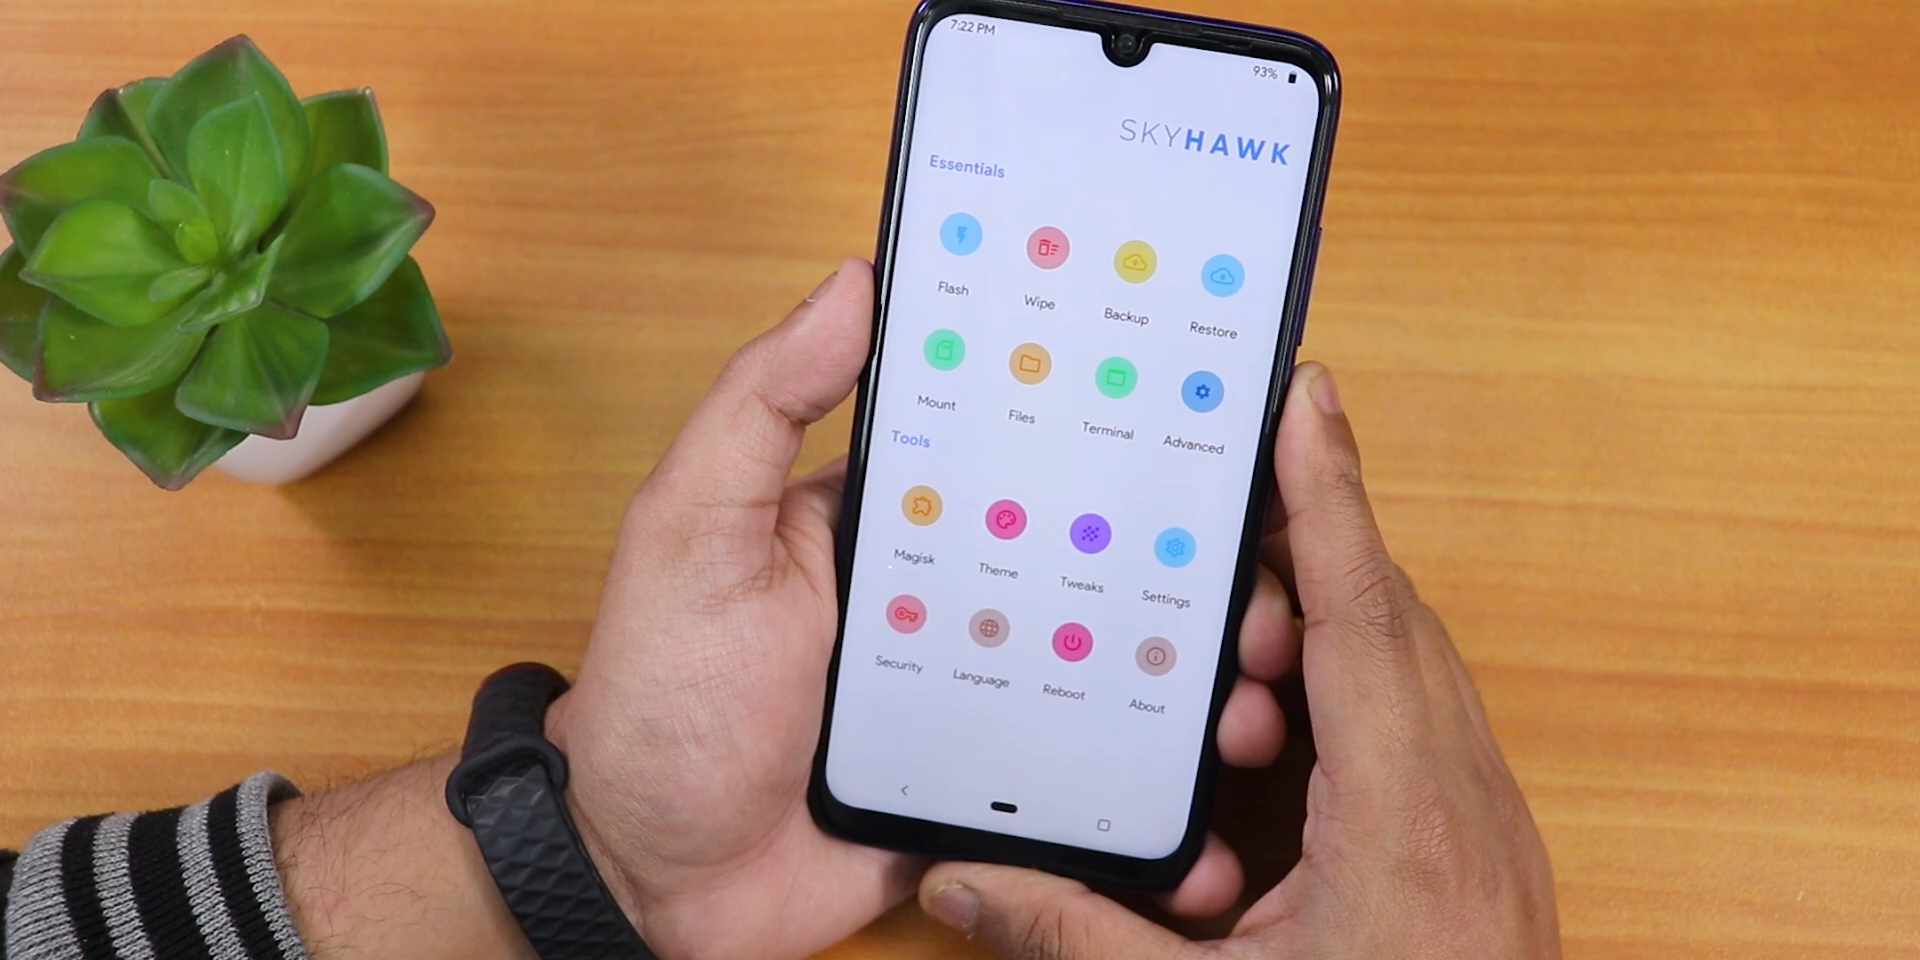 7:22 PM
93%
SKYHAWK
Essentials
Flash Wipe Backup Restore
Mount Files Terminal Advanced
Tools
Magisk Theme Tweaks Settings
Security Language Reboot About